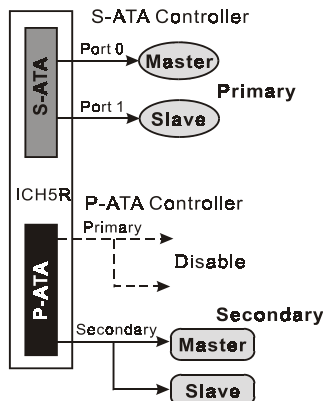 S-ATA Controller
S-ATA
Port 0
Master
Primary
Port 1
Slave
ICH5R
P-ATA Controller
P-ATA
Primary
Disable
Secondary
Secondary
Master
Slave